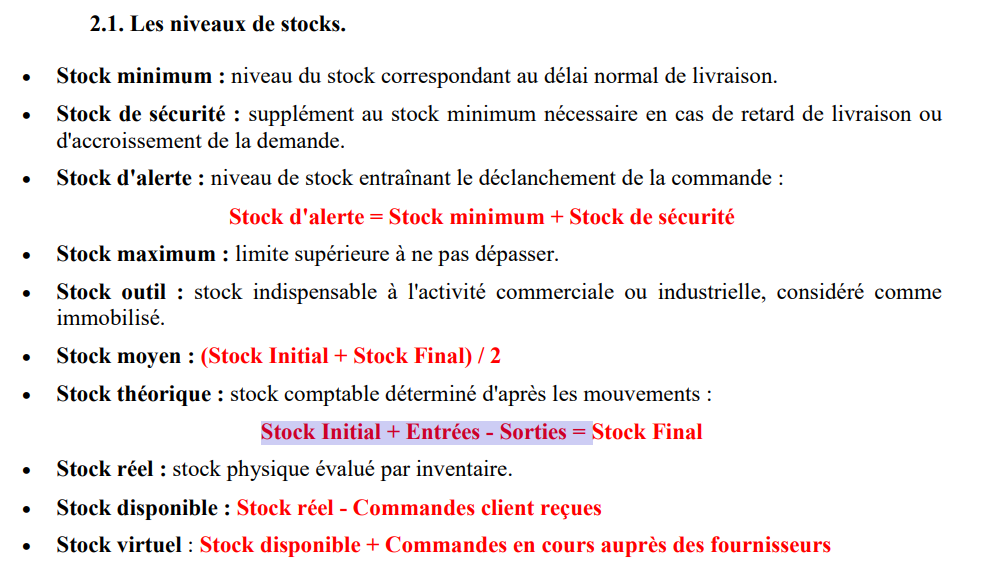 2.1. Les niveaux de stocks.
• Stock minimum : niveau du stock correspondant au délai normal de livraison.
• Stock de sécurité : supplément au stock minimum nécessaire en cas de retard de livraison ou
d'accroissement de la demande.
• Stock d'alerte : niveau de stock entraînant le déclanchement de la commande :
Stock d'alerte = Stock minimum + Stock de sécurité
• Stock maximum : limite supérieure à ne pas dépasser.
• Stock outil : stock indispensable à l'activité commerciale ou industrielle, considéré comme
immobilisé.
• Stock moyen : (Stock Initial + Stock Final) / 2
• Stock théorique : stock comptable déterminé d'après les mouvements :
Stock Initial + Entrées - Sorties = Stock Final
• Stock réel : stock physique évalué par inventaire.
• Stock disponible : Stock réel - Commandes client reçues
• Stock virtuel : Stock disponible + Commandes en cours auprès des fournisseurs